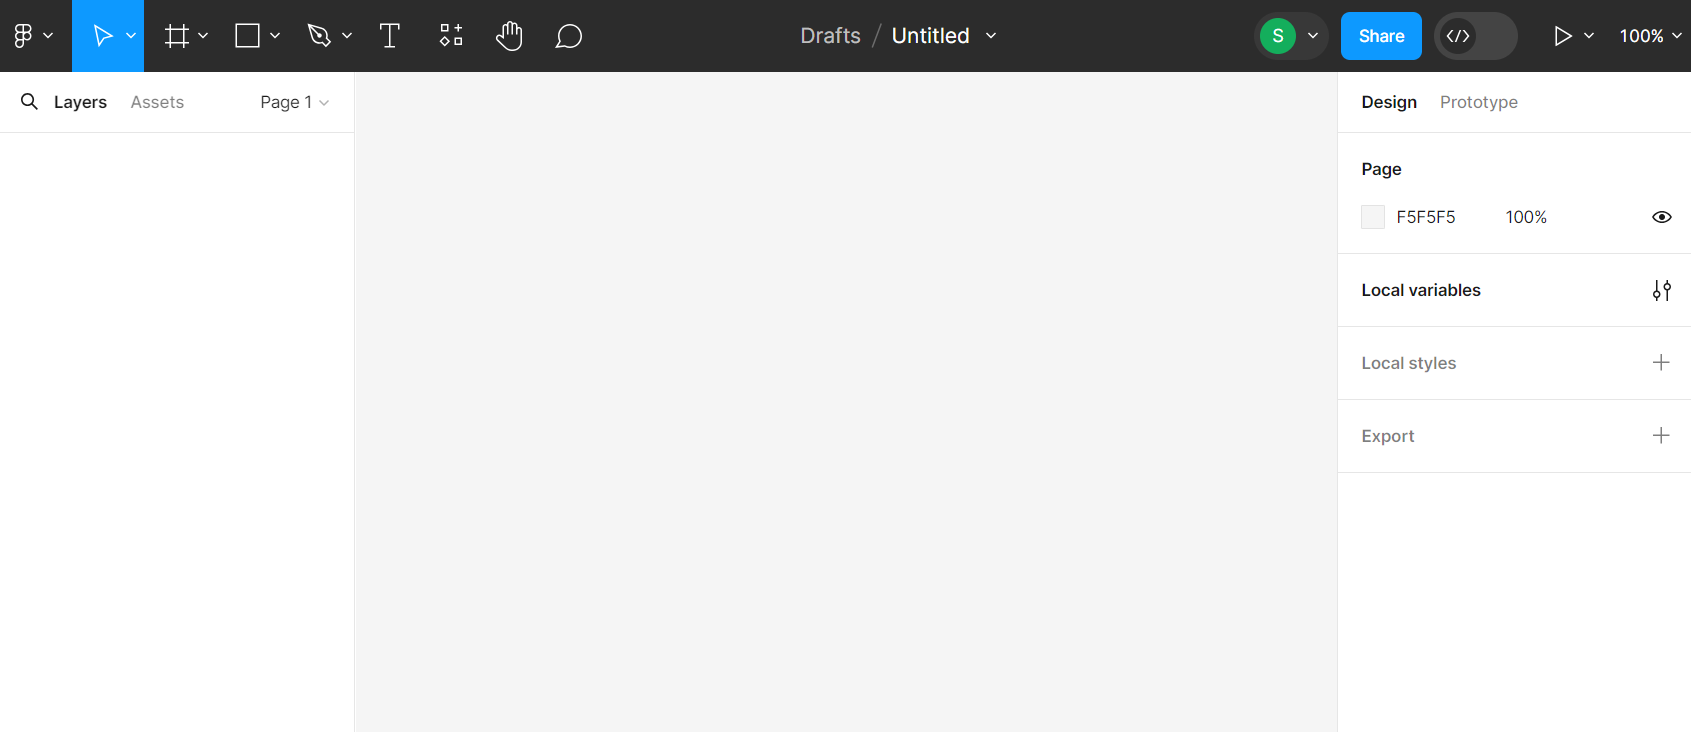 Drafts / Untitled
S
Share
</>
100%
Layers Assets Page 1
Design Prototype
Page
F5F5F5 100%
Local variables
Local styles
Export